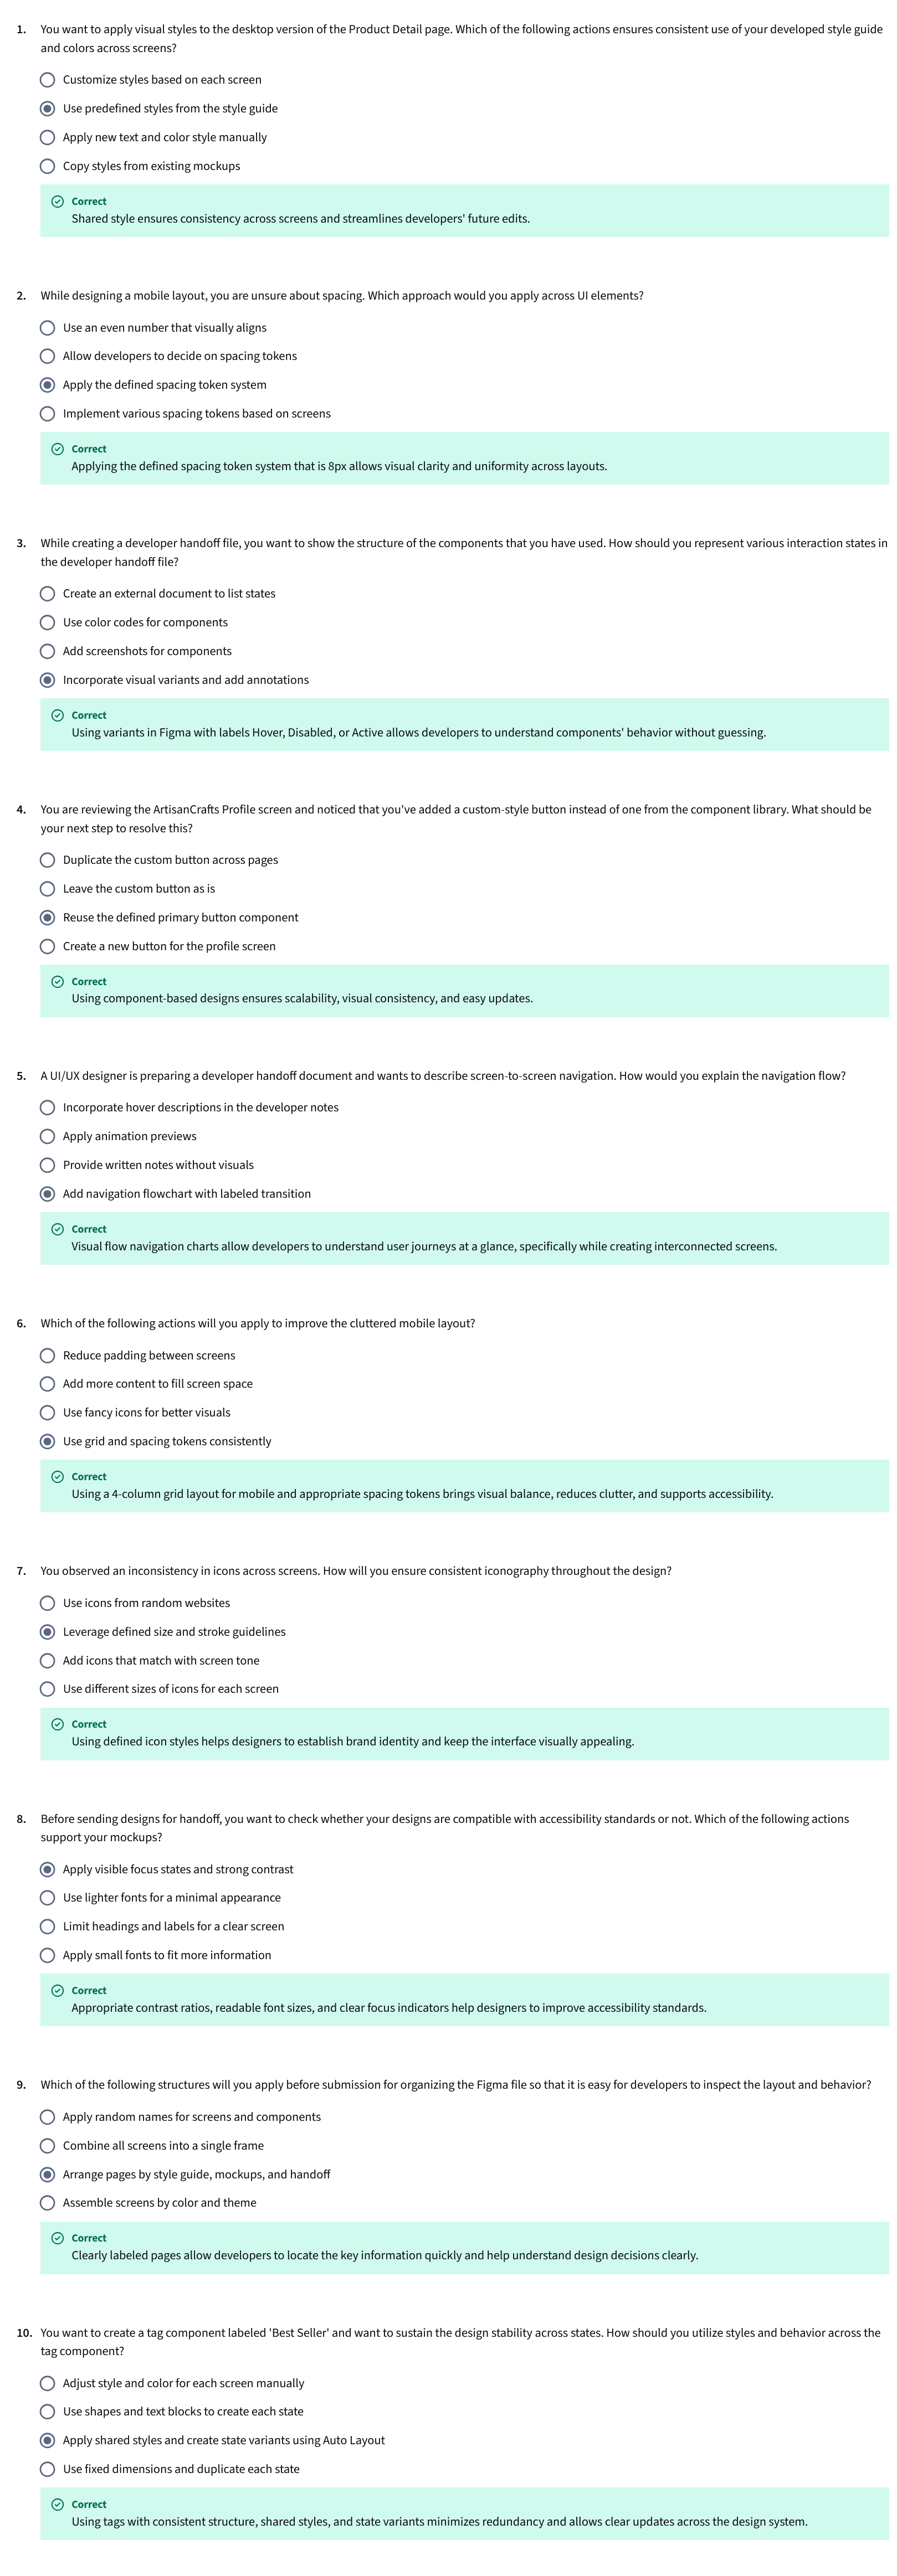 1. You want to apply visual styles to the desktop version of the Product Detail page. Which of the following actions ensures consistent use of your developed style guide
and colors across screens?
Customize styles based on each screen
Use predefined styles from the style guide
Apply new text and color style manually
Copy styles from existing mockups
Correct
Shared style ensures consistency across screens and streamlines developers' future edits.
2. While designing a mobile layout, you are unsure about spacing. Which approach would you apply across UI elements?
Use an even number that visually aligns
Allow developers to decide on spacing tokens
Apply the defined spacing token system
Implement various spacing tokens based on screens
Correct
Applying the defined spacing token system that is 8px allows visual clarity and uniformity across layouts.
3. While creating a developer handoff file, you want to show the structure of the components that you have used. How should you represent various interaction states in
the developer handoff file?
Create an external document to list states
Use color codes for components
Add screenshots for components
Incorporate visual variants and add annotations
Correct
Using variants in Figma with labels Hover, Disabled, or Active allows developers to understand components' behavior without guessing.
4. You are reviewing the ArtisanCrafts Profile screen and noticed that you've added a custom-style button instead of one from the component library. What should be
your next step to resolve this?
Duplicate the custom button across pages
Leave the custom button as is
Reuse the defined primary button component
Create a new button for the profile screen
Correct
Using component-based designs ensures scalability, visual consistency, and easy updates.
5. A UI/UX designer is preparing a developer handoff document and wants to describe screen-to-screen navigation. How would you explain the navigation flow?
Incorporate hover descriptions in the developer notes
Apply animation previews
Provide written notes without visuals
Add navigation flowchart with labeled transition
Correct
Visual flow navigation charts allow developers to understand user journeys at a glance, specifically while creating interconnected screens.
6. Which of the following actions will you apply to improve the cluttered mobile layout?
Reduce padding between screens
Add more content to fill screen space
Use fancy icons for better visuals
Use grid and spacing tokens consistently
Correct
Using a 4-column grid layout for mobile and appropriate spacing tokens brings visual balance, reduces clutter, and supports accessibility.
7. You observed an inconsistency in icons across screens. How will you ensure consistent iconography throughout the design?
Use icons from random websites
Leverage defined size and stroke guidelines
Add icons that match with screen tone
Use different sizes of icons for each screen
Correct
Using defined icon styles helps designers to establish brand identity and keep the interface visually appealing.
8. Before sending designs for handoff, you want to check whether your designs are compatible with accessibility standards or not. Which of the following actions
support your mockups?
Apply visible focus states and strong contrast
Use lighter fonts for a minimal appearance
Limit headings and labels for a clear screen
Apply small fonts to fit more information
Correct
Appropriate contrast ratios, readable font sizes, and clear focus indicators help designers to improve accessibility standards.
9. Which of the following structures will you apply before submission for organizing the Figma file so that it is easy for developers to inspect the layout and behavior?
Apply random names for screens and components
Combine all screens into a single frame
Arrange pages by style guide, mockups, and handoff
Assemble screens by color and theme
Correct
Clearly labeled pages allow developers to locate the key information quickly and help understand design decisions clearly.
10. You want to create a tag component labeled 'Best Seller' and want to sustain the design stability across states. How should you utilize styles and behavior across the
tag component?
Adjust style and color for each screen manually
Use shapes and text blocks to create each state
Apply shared styles and create state variants using Auto Layout
Use fixed dimensions and duplicate each state
Correct
Using tags with consistent structure, shared styles, and state variants minimizes redundancy and allows clear updates across the design system.